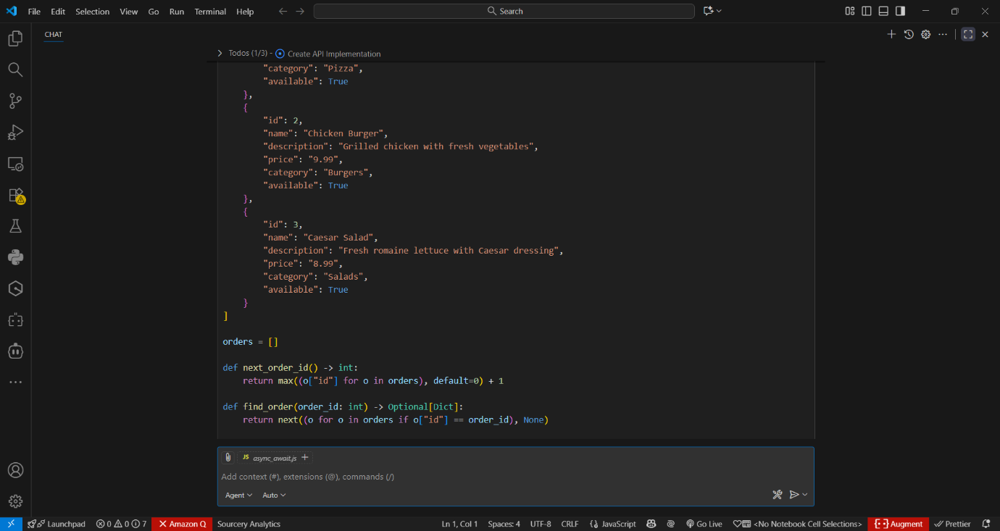 File Edit Selection View Go Run Terminal Help
Search
CHAT
Todos (1/3) - Create API Implementation
"category": "Pizza",
"available": True
},
{
"id": 2,
"name": "Chicken Burger",
"description": "Grilled chicken with fresh vegetables",
"price": "9.99",
"category": "Burgers",
"available": True
},
{
"id": 3,
"name": "Caesar Salad",
"description": "Fresh romaine lettuce with Caesar dressing",
"price": "8.99",
"category": "Salads",
"available": True
}
]
orders = []
def next_order_id() -> int:
return max((o["id"] for o in orders), default=0) + 1
def find_order(order_id: int) -> Optional[Dict]:
return next((o for o in orders if o["id"] == order_id), None)
JS async_await.js
Add context (#), extensions (@), commands (/)
Agent Auto
Launchpad 0 0 7 Amazon Q Sourcery Analytics Ln 1, Col 1 Spaces: 4 UTF-8 CRLF JavaScript Go Live <No Notebook Cell Selections> Augment Prettier